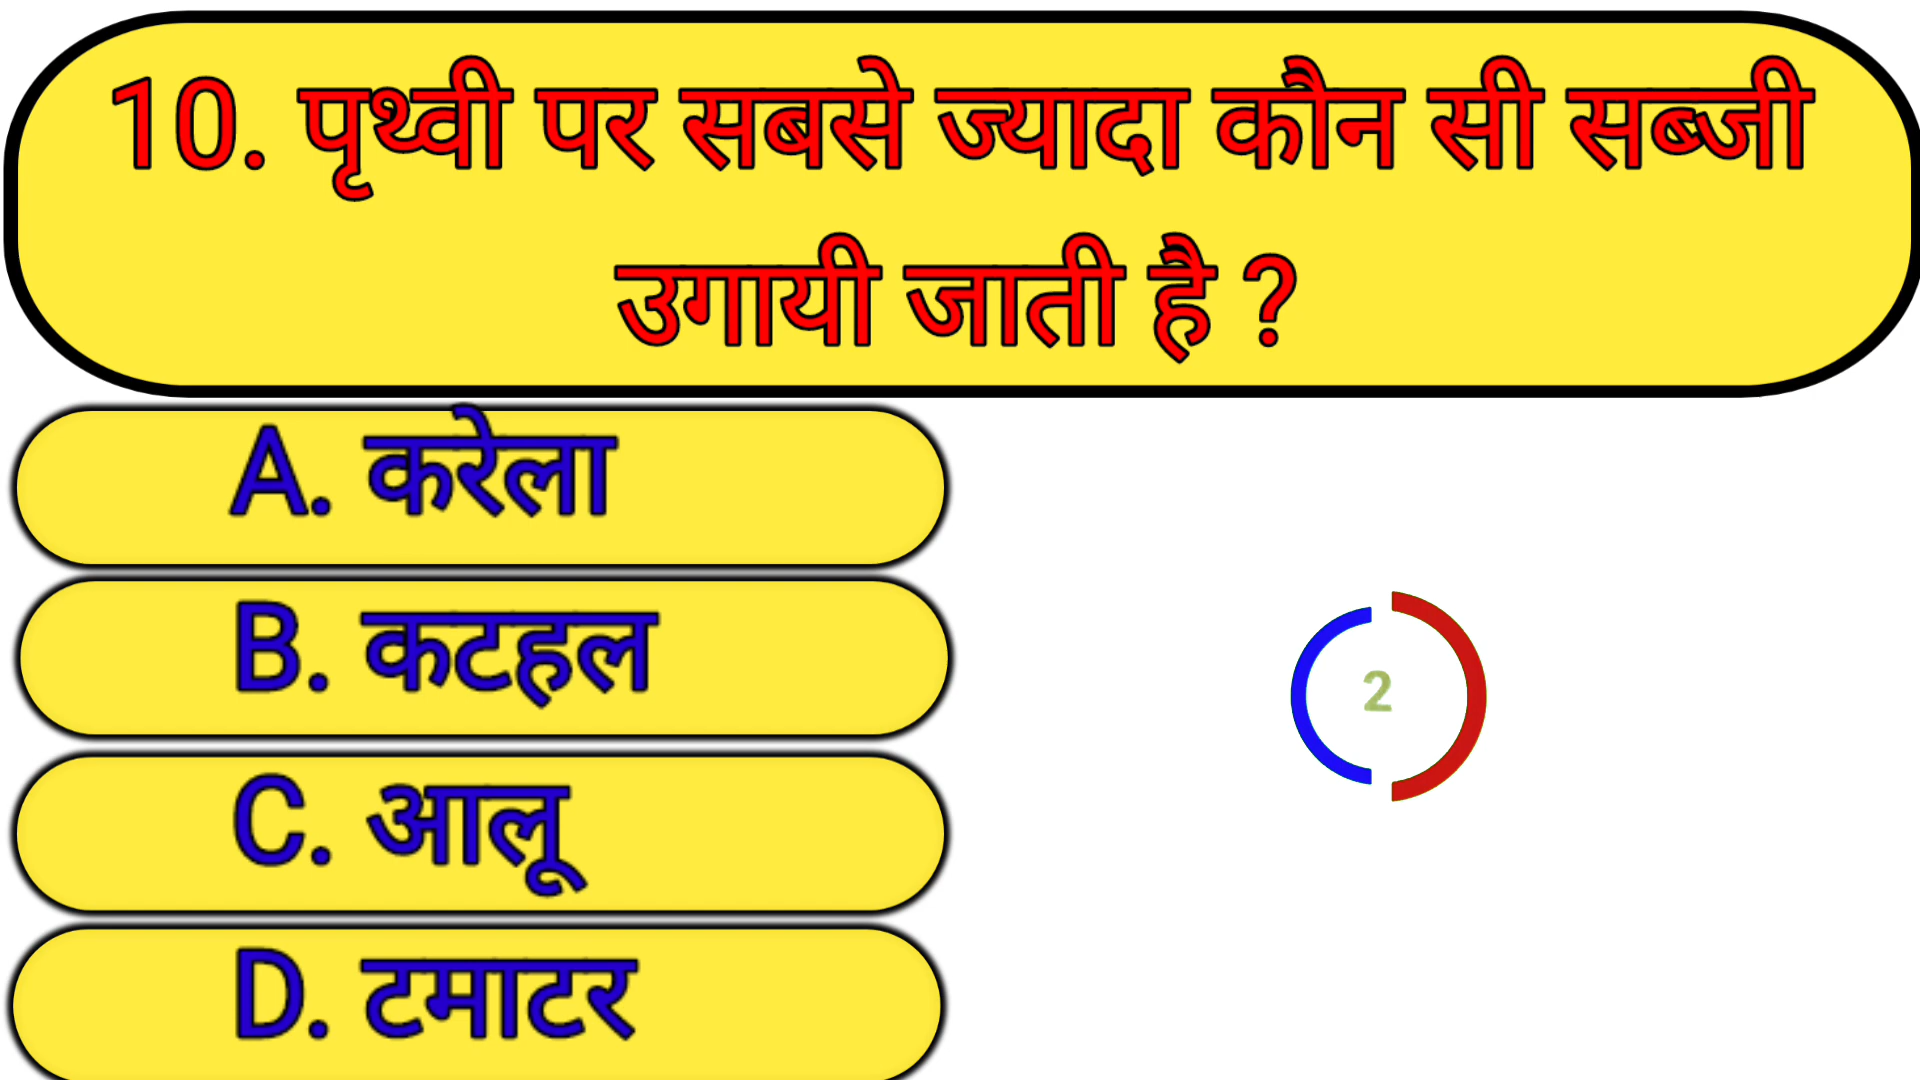 10. पृथ्वी पर सबसे ज्यादा कौन सी सब्जी
उगायी जाती है ?
A. करेला
B. कटहल
C. आलू
D. टमाटर
2